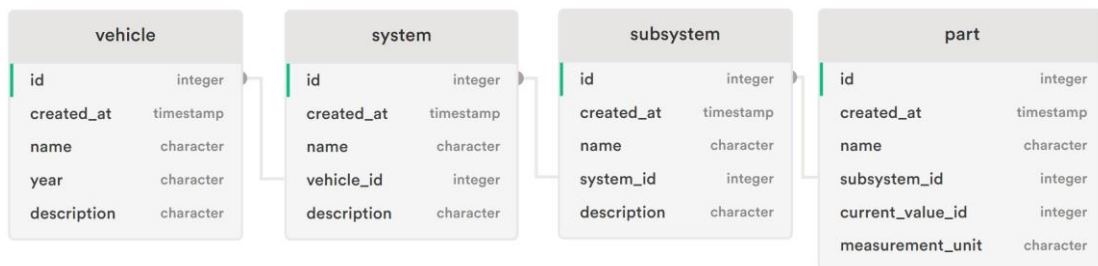 vehicle
id integer
created_at timestamp
name character
year character
description character
system
id integer
created_at timestamp
name character
vehicle_id integer
description character
subsystem
id integer
created_at timestamp
name character
system_id integer
description character
part
id integer
created_at timestamp
name character
subsystem_id integer
current_value_id integer
measurement_unit character